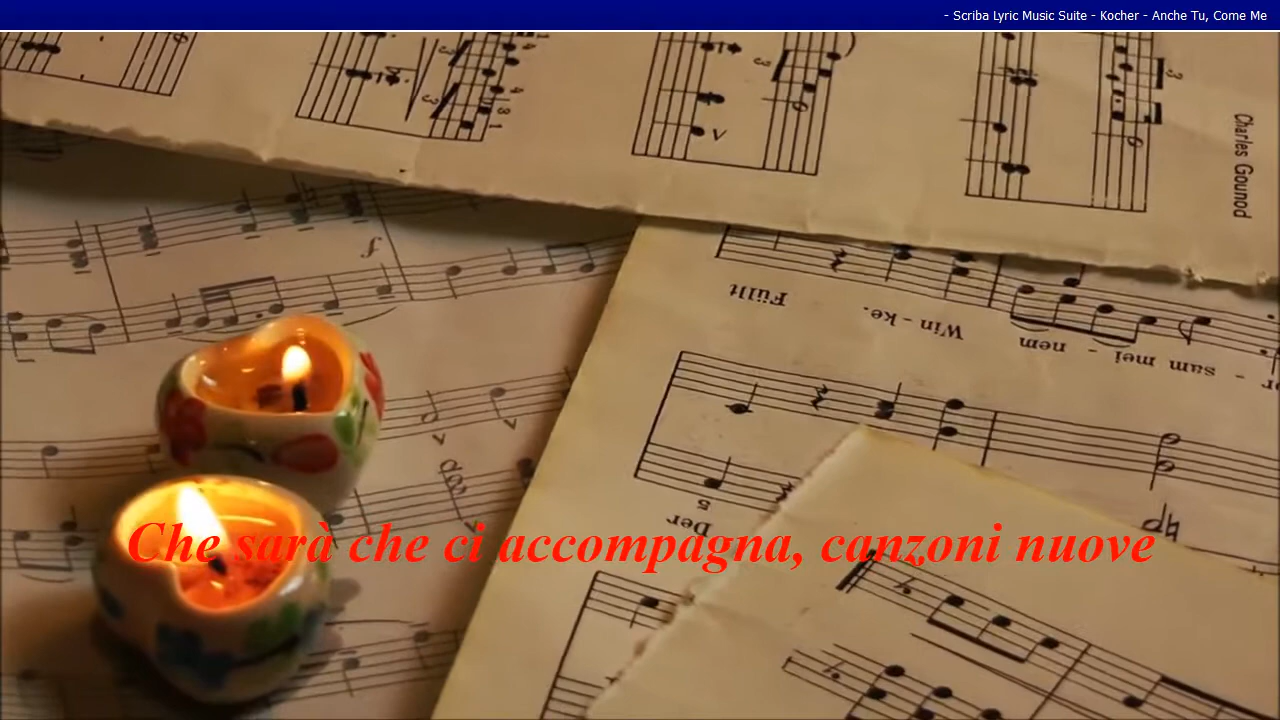 - Scriba Lyric Music Suite - Kocher - Anche Tu, Come Me
Charles Gounod
Füllt
Win - ke.
r - sam mei - nem
Der
5
Che sarà che ci accompagna, canzoni nuove